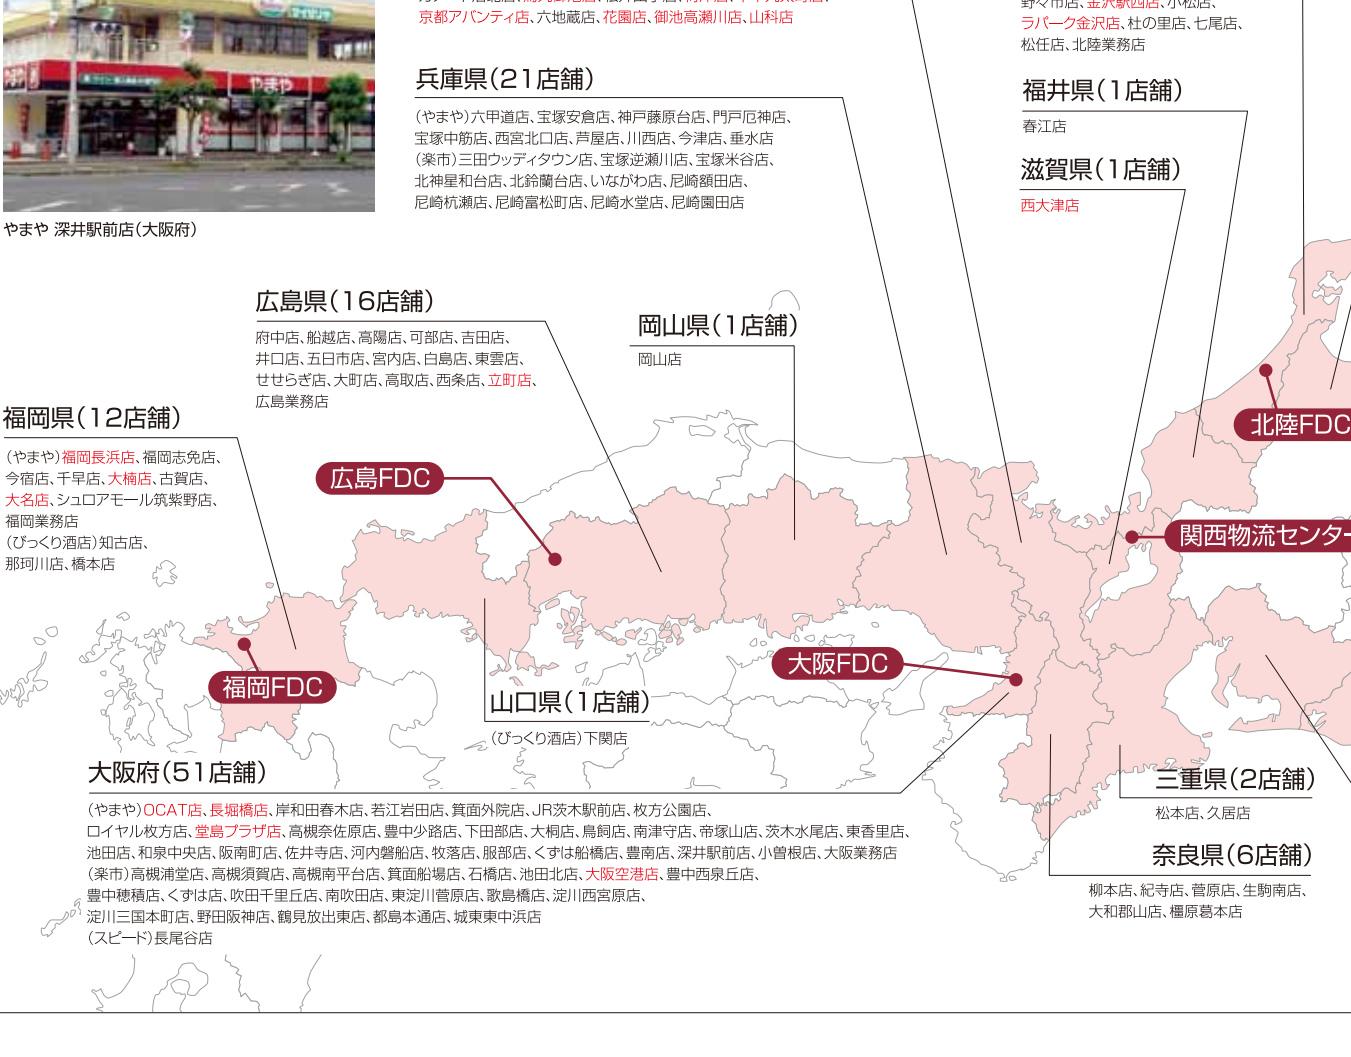 京都アバンティ店、六地蔵店、花園店、御池高瀬川店、山科店
ラパーク金沢店、杜の里店、七尾店、
松任店、北陸業務店
やまや
やまや 深井駅前店（大阪府）
兵庫県（21店舗）
（やまや）六甲道店、宝塚安倉店、神戸藤原台店、門戸厄神店、
宝塚中筋店、西宮北口店、芦屋店、川西店、今津店、垂水店
（楽市）三田ウッディタウン店、宝塚逆瀬川店、宝塚米谷店、
北神星和台店、北鈴蘭台店、いながわ店、尼崎額田店、
尼崎杭瀬店、尼崎富松町店、尼崎水堂店、尼崎園田店
福井県（1店舗）
春江店
滋賀県（1店舗）
西大津店
広島県（16店舗）
府中店、船越店、高陽店、可部店、吉田店、
井口店、五日市店、宮内店、白島店、東雲店、
せせらぎ店、大町店、高取店、西条店、立町店、
広島業務店
岡山県（1店舗）
岡山店
福岡県（12店舗）
（やまや）福岡長浜店、福岡志免店、
今宿店、千早店、大楠店、古賀店、
大名店、シュロアモール筑紫野店、
福岡業務店
（びっくり酒店）知古店、
那珂川店、橋本店
北陸FDC
広島FDC
関西物流センター
大阪FDC
福岡FDC
山口県（1店舗）
（びっくり酒店）下関店
大阪府（51店舗）
（やまや）OCAT店、長堀橋店、岸和田春木店、若江岩田店、箕面外院店、JR茨木駅前店、枚方公園店、
ロイヤル枚方店、堂島プラザ店、高槻奈佐原店、豊中少路店、下田部店、大桐店、鳥飼店、南津守店、帝塚山店、茨木水尾店、東香里店、
池田店、和泉中央店、阪南町店、佐井寺店、河内磐船店、牧落店、服部店、くずは船橋店、豊南店、深井駅前店、小曽根店、大阪業務店
（楽市）高槻浦堂店、高槻須賀店、高槻南平台店、箕面船場店、石橋店、池田北店、大阪空港店、豊中西泉丘店、
豊中穂積店、くずは店、吹田千里丘店、南吹田店、東淀川菅原店、歌島橋店、淀川西宮原店、
淀川三国本町店、野田阪神店、鶴見放出東店、都島本通店、城東東中浜店
（スピード）長尾谷店
三重県（2店舗）
松本店、久居店
奈良県（6店舗）
柳本店、紀寺店、菅原店、生駒南店、
大和郡山店、橿原葛本店